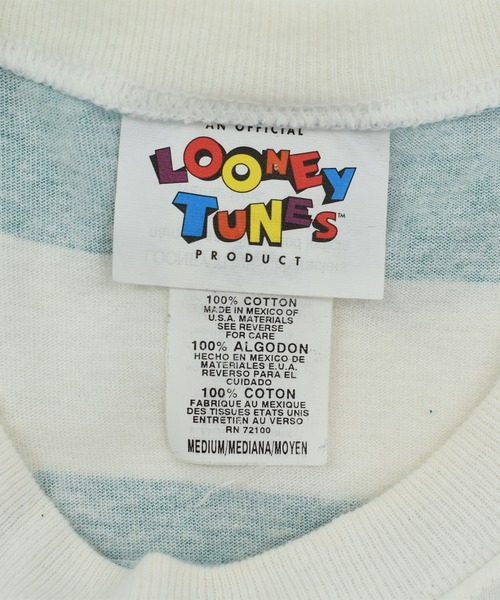 AN OFFICIAL
LOONEY
TUNES™
PRODUCT
100% COTTON
MADE IN MEXICO OF
U.S.A. MATERIALS
SEE REVERSE
FOR CARE
100% ALGODON
HECHO EN MEXICO DE
MATERIALES E.U.A.
REVERSO PARA EL
CUIDADO
100% COTON
FABRIQUE AU MEXIQUE
DES TISSUES ETATS UNIS
ENTRETIEN AU VERSO
RN 72100
MEDIUM/MEDIANA/MOYEN